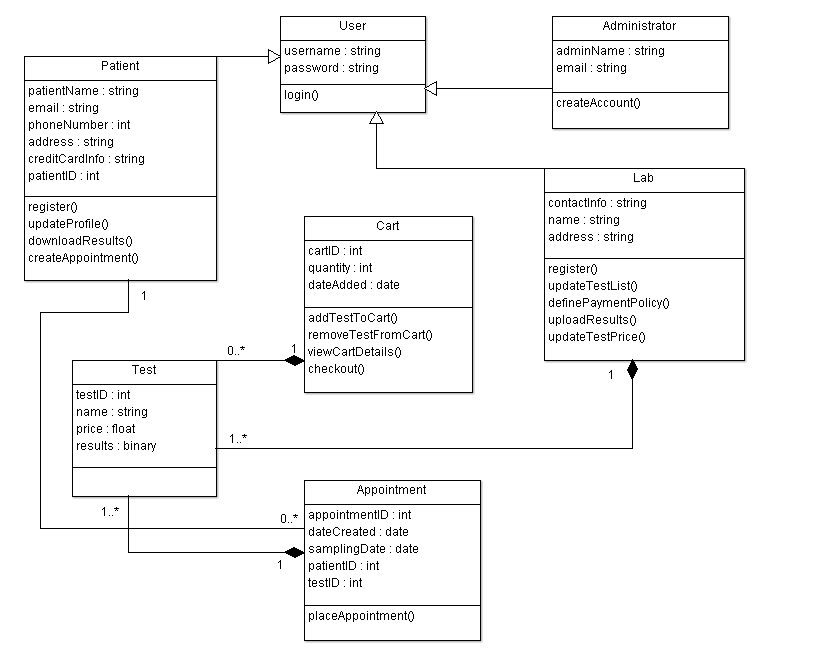 User
username : string
password : string
login()
Administrator
adminName : string
email : string
createAccount()
Patient
patientName : string
email : string
phoneNumber : int
address : string
creditCardInfo : string
patientID : int
register()
updateProfile()
downloadResults()
createAppointment()
1
Lab
contactInfo : string
name : string
address : string
register()
updateTestList()
definePaymentPolicy()
uploadResults()
updateTestPrice()
1
Cart
cartID : int
quantity : int
dateAdded : date
addTestToCart()
removeTestFromCart()
viewCartDetails()
checkout()
0..*
1
Test
testID : int
name : string
price : float
results : binary
1..*
1..*
0..*
1
Appointment
appointmentID : int
dateCreated : date
samplingDate : date
patientID : int
testID : int
placeAppointment()